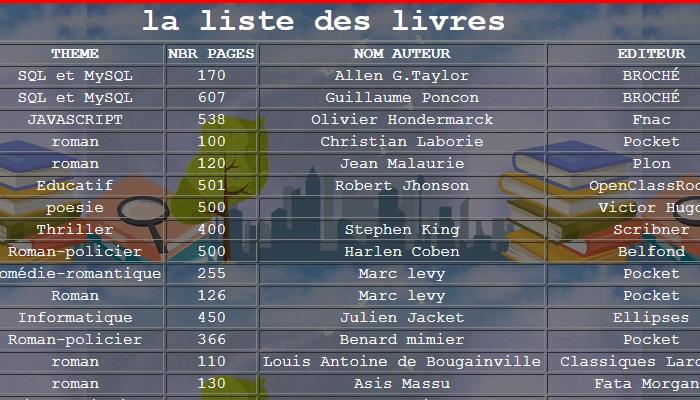 la liste des livres
THEME NBR PAGES NOM AUTEUR EDITEUR
SQL et MySQL 170 Allen G.Taylor BROCHÉ
SQL et MySQL 607 Guillaume Poncon BROCHÉ
JAVASCRIPT 538 Olivier Hondermarck Fnac
roman 100 Christian Laborie Pocket
roman 120 Jean Malaurie Plon
Educatif 501 Robert Jhonson OpenClassRoo
poesie 500 Victor Hugo
Thriller 400 Stephen King Scribner
Roman-policier 500 Harlen Coben Belfond
omédie-romantique 255 Marc levy Pocket
Roman 126 Marc levy Pocket
Informatique 450 Julien Jacket Ellipses
Roman-policier 366 Benard mimier Pocket
roman 110 Louis Antoine de Bougainville Classiques Laro
roman 130 Asis Massu Fata Morgan